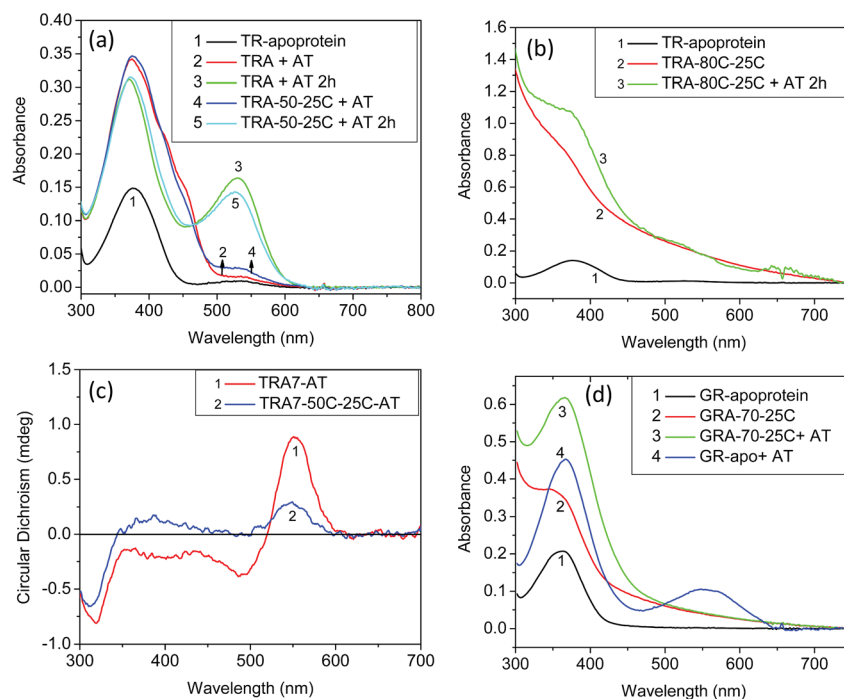 (a)
1 TR-apoprotein
2 TRA + AT
3 TRA + AT 2h
4 TRA-50-25C + AT
5 TRA-50-25C + AT 2h
0.35
0.30
0.25
0.20
0.15
0.10
0.05
0.00
Absorbance
1
2
4
3
5
300 400 500 600 700 800
Wavelength (nm)
(b)
1 TR-apoprotein
2 TRA-80C-25C
3 TRA-80C-25C + AT 2h
1.6
1.4
1.2
1.0
0.8
0.6
0.4
0.2
0.0
Absorbance
3
2
1
300 400 500 600 700
Wavelength (nm)
(c)
1 TRA7-AT
2 TRA7-50C-25C-AT
1.5
1.0
0.5
0.0
-0.5
-1.0
Circular Dichroism (mdeg)
1
2
300 400 500 600 700
Wavelength (nm)
(d)
1 GR-apoprotein
2 GRA-70-25C
3 GRA-70-25C+ AT
4 GR-apo+ AT
0.6
0.5
0.4
0.3
0.2
0.1
0.0
Absorbance
3
4
2
1
300 400 500 600 700
Wavelength (nm)